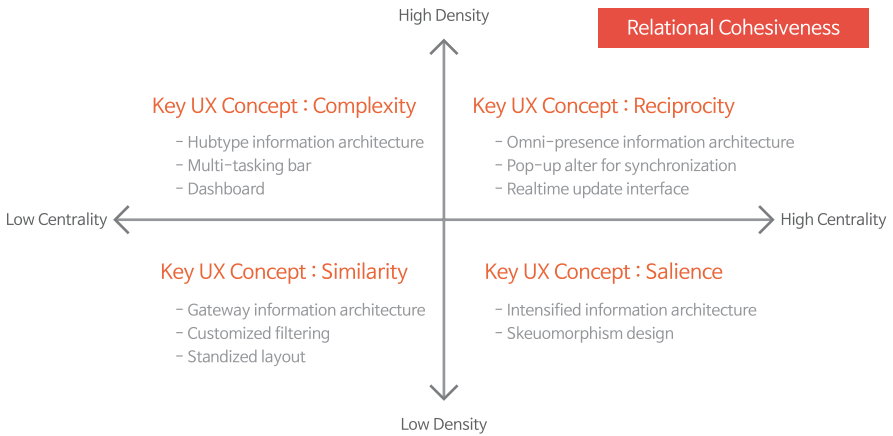 High Density
Relational Cohesiveness
Key UX Concept : Complexity
- Hubtype information architecture
- Multi-tasking bar
- Dashboard
Key UX Concept : Reciprocity
- Omni-presence information architecture
- Pop-up alter for synchronization
- Realtime update interface
Low Centrality
High Centrality
Key UX Concept : Similarity
- Gateway information architecture
- Customized filtering
- Standized layout
Key UX Concept : Salience
- Intensified information architecture
- Skeuomorphism design
Low Density